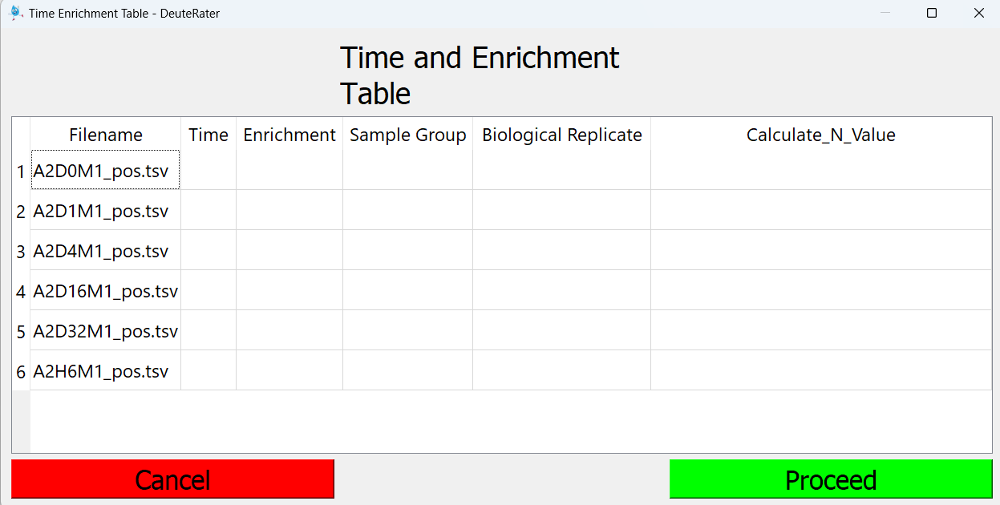 Time Enrichment Table - DeuteRater
Time and Enrichment
Table
Filename Time Enrichment Sample Group Biological Replicate Calculate_N_Value
1 A2D0M1_pos.tsv
2 A2D1M1_pos.tsv
3 A2D4M1_pos.tsv
4 A2D16M1_pos.tsv
5 A2D32M1_pos.tsv
6 A2H6M1_pos.tsv
Cancel Proceed